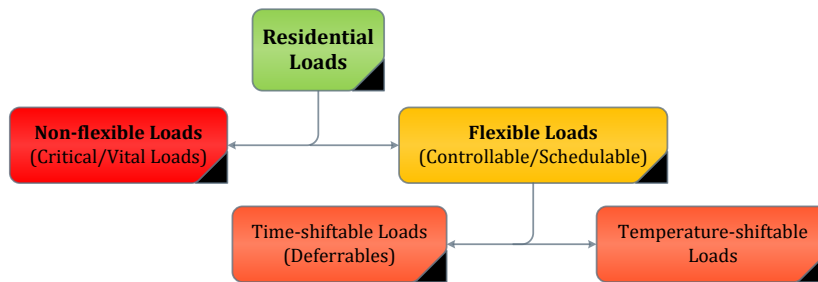 Residential
Loads
Non-flexible Loads
(Critical/Vital Loads)
Flexible Loads
(Controllable/Schedulable)
Time-shiftable Loads
(Deferrables)
Temperature-shiftable
Loads